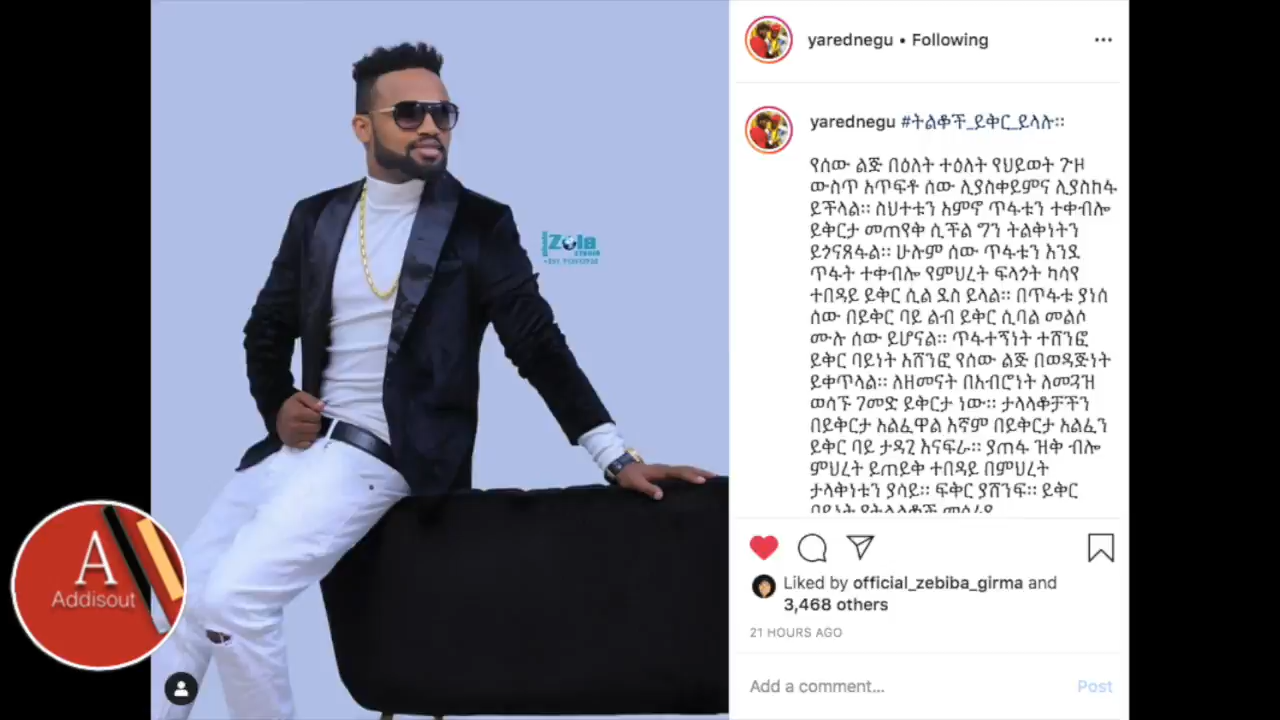 yarednegu • Following
yarednegu #ትልቆች_ይቅር_ይላሉ፡፡
የሰው ልጅ በዕለት ተዕለት የህይወት ጉዞ
ውስጥ አጥፍቶ ሰው ሊያስቀይምና ሊያስከፋ
ይችላል፡፡ ስህተቱን አምኖ ጥፋቱን ተቀብሎ
ይቅርታ መጠየቅ ሲችል ግን ትልቅነትን
ይጎናጸፋል፡፡ ሁሉም ሰው ጥፋቱን እንደ
ጥፋት ተቀብሎ የምህረት ፍላጎት ካሳየ
ተበዳይ ይቅር ሲል ደስ ይላል፡፡ በጥፋቱ ያነሰ
ሰው በይቅር ባይ ልብ ይቅር ሲባል መልሶ
ሙሉ ሰው ይሆናል፡፡ ጥፋተኝነት ተሸንፎ
ይቅር ባይነት አሸንፎ የሰው ልጅ በወዳጅነት
ይቀጥላል፡፡ ለዘመናት በአብሮነት ለመጓዝ
ወሳኙ ገመድ ይቅርታ ነው፡፡ ታላላቆቻችን
በይቅርታ አልፈዋል እኛም በይቅርታ አልፈን
ይቅር ባይ ታዳጊ እናፍራ፡፡ ያጠፋ ዝቅ ብሎ
ምህረት ይጠይቅ ተበዳይ በምህረት
ታላቅነቱን ያሳይ፡፡ ፍቅር ያሸንፍ፡፡ ይቅር
Zola
STUDIO
A
Addisout
Liked by official_zebiba_girma and
3,468 others
21 HOURS AGO
Add a comment...
Post